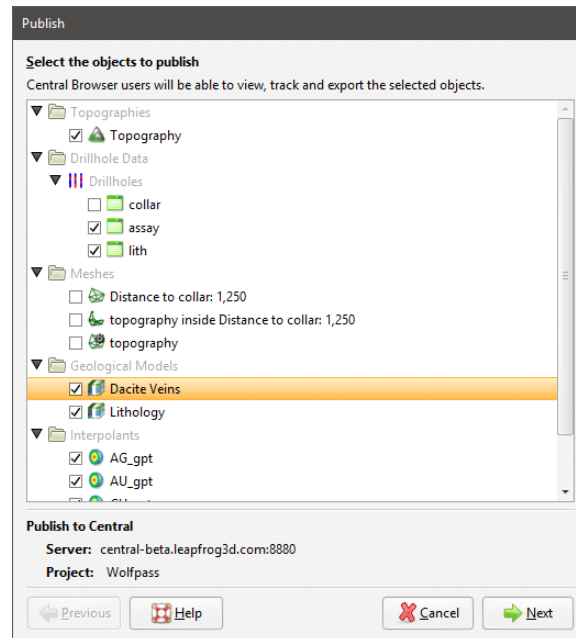 Publish
Select the objects to publish
Central Browser users will be able to view, track and export the selected objects.
Topographies
Topography
Drillhole Data
Drillholes
collar
assay
lith
Meshes
Distance to collar: 1,250
topography inside Distance to collar: 1,250
topography
Geological Models
Dacite Veins
Lithology
Interpolants
AG_gpt
AU_gpt
Publish to Central
Server: central-beta.leapfrog3d.com:8880
Project: Wolfpass
Previous Help Cancel Next